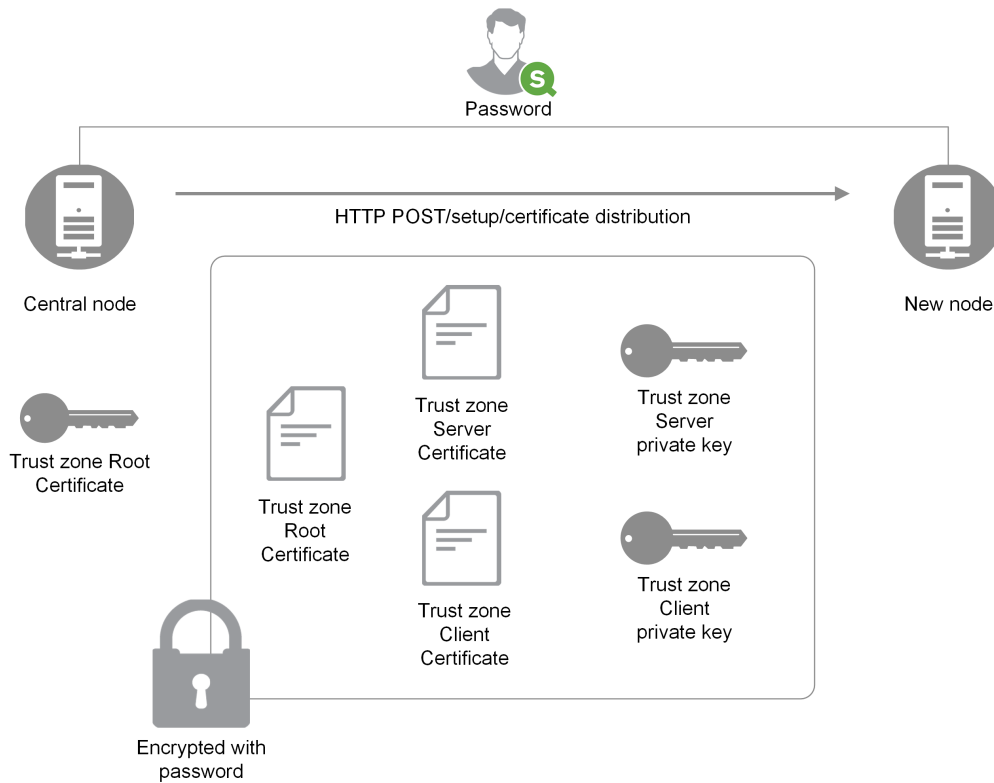 S
Password
HTTP POST/setup/certificate distribution
Central node
New node
Trust zone Root
Certificate
Trust zone
Root
Certificate
Trust zone
Server
Certificate
Trust zone
Server
private key
Trust zone
Client
Certificate
Trust zone
Client
private key
Encrypted with
password